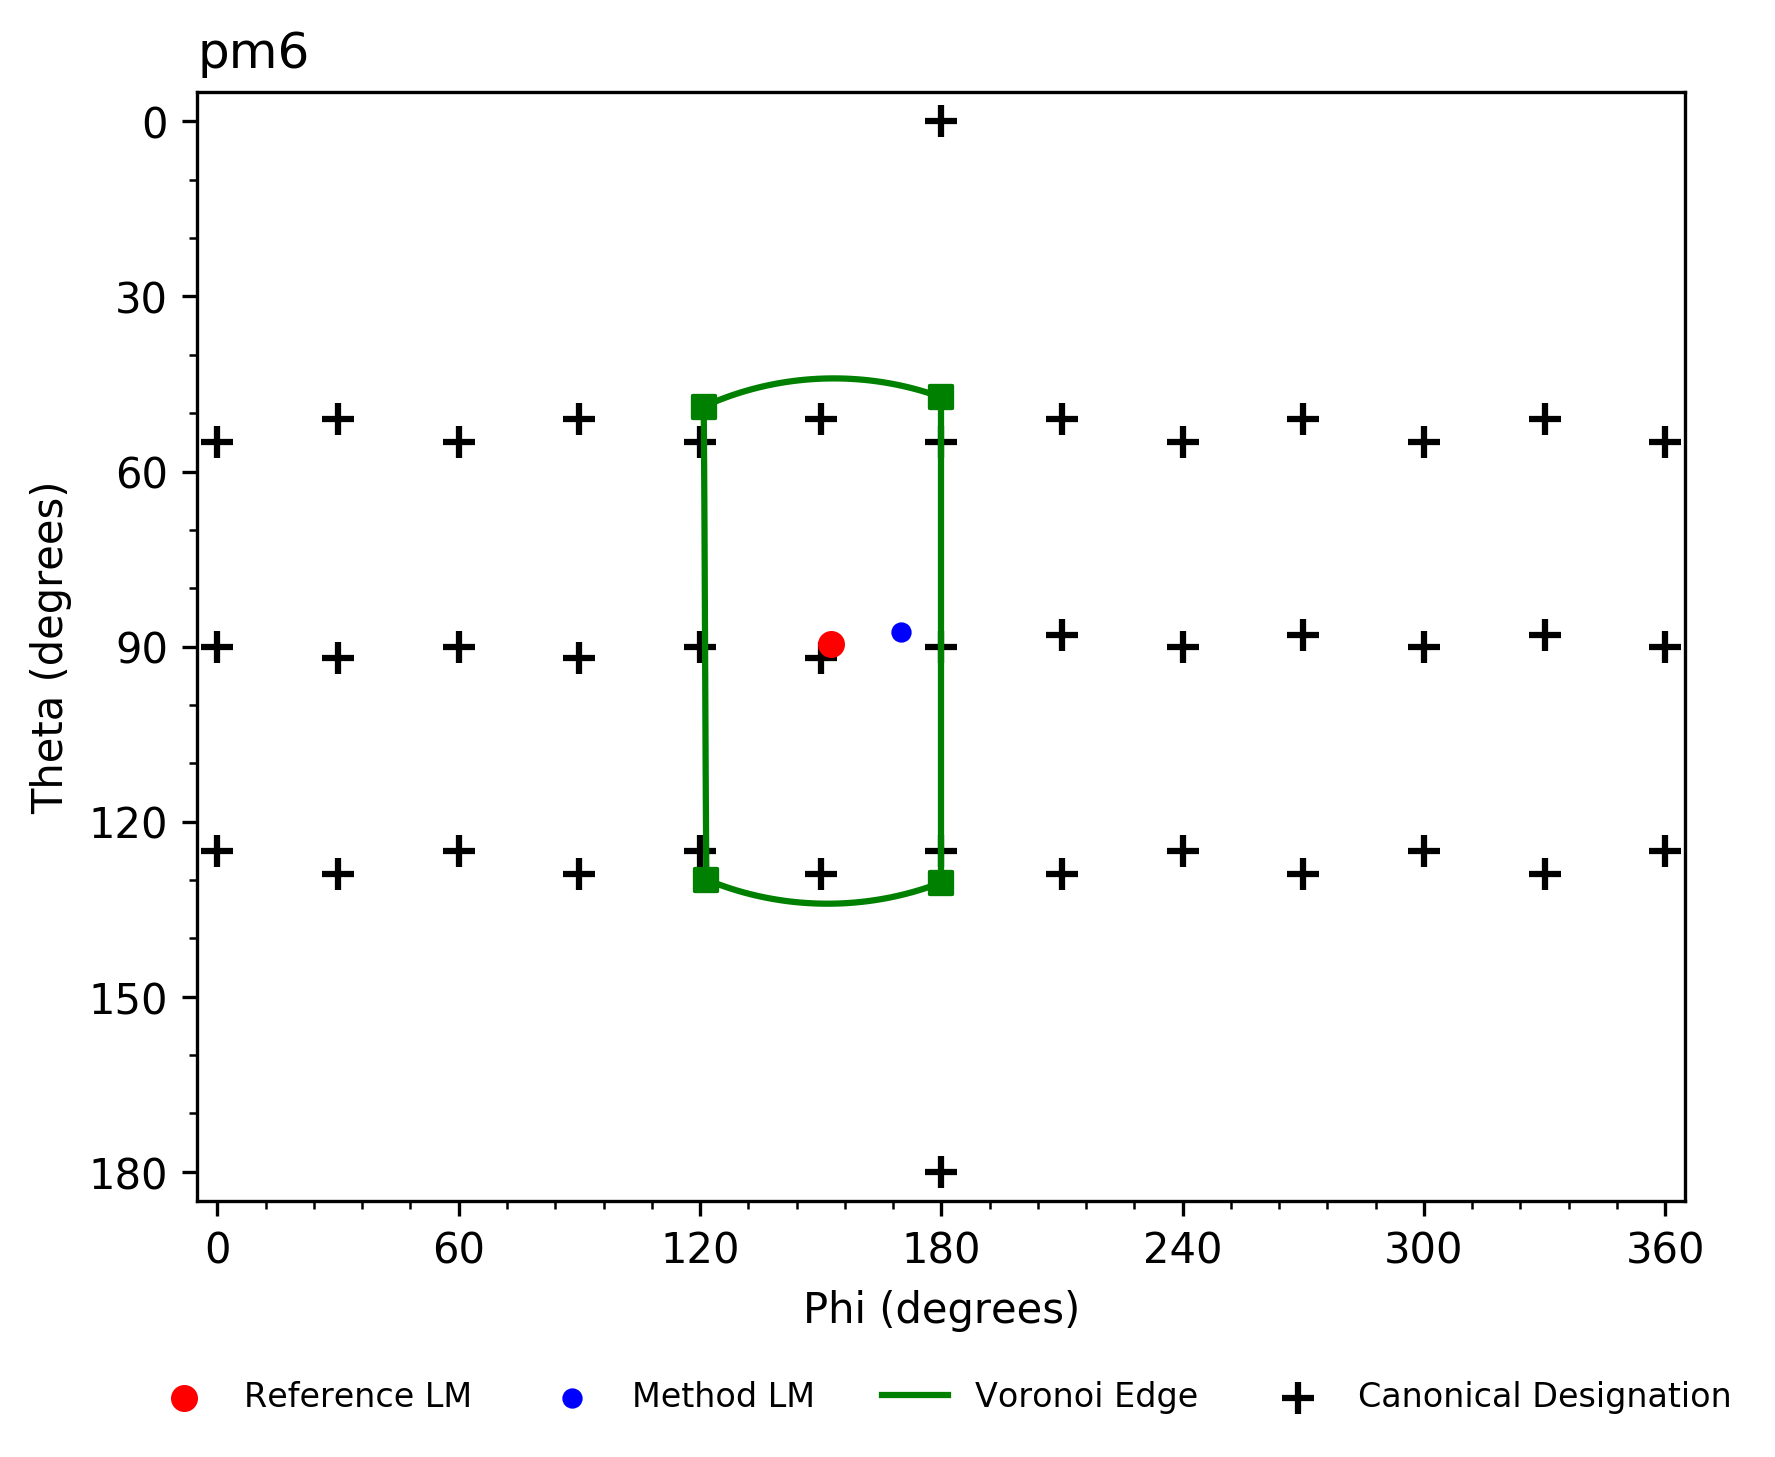 pm6
0
30
60
90
120
150
180
Theta (degrees)
0 60 120 180 240 300 360
Phi (degrees)
Reference LM Method LM Voronoi Edge Canonical Designation